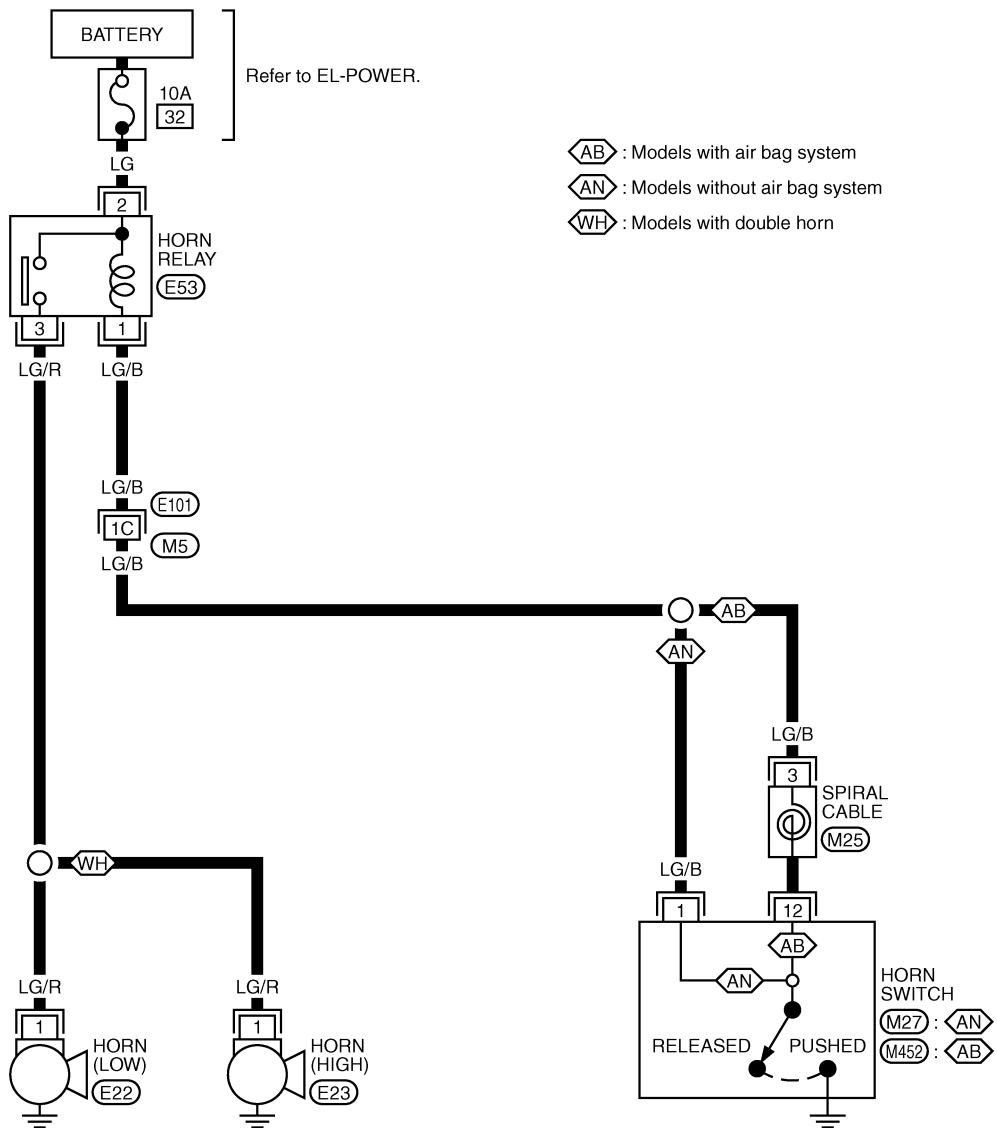 BATTERY
Refer to EL-POWER.
10A
32
LG
AB : Models with air bag system
AN : Models without air bag system
WH : Models with double horn
2
HORN
RELAY
E53
3
1
LG/R
LG/B
LG/B
E101
1C
M5
LG/B
AB
AN
LG/B
3
SPIRAL
CABLE
M25
WH
LG/B
1
12
AB
AN
HORN
SWITCH
M27 : AN
M452 : AB
RELEASED
PUSHED
LG/R
LG/R
1
1
HORN
(LOW)
E22
HORN
(HIGH)
E23